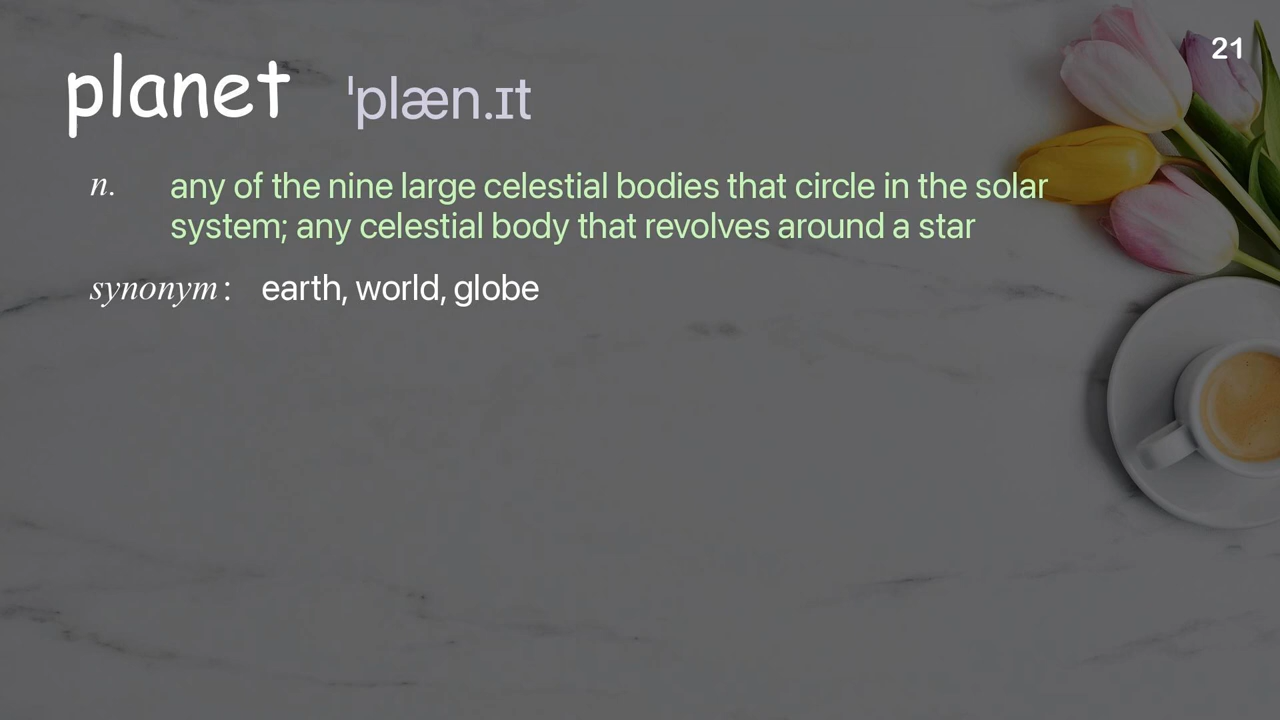 21
planet ˈplæn.ɪt
n. any of the nine large celestial bodies that circle in the solar
system; any celestial body that revolves around a star
synonym: earth, world, globe